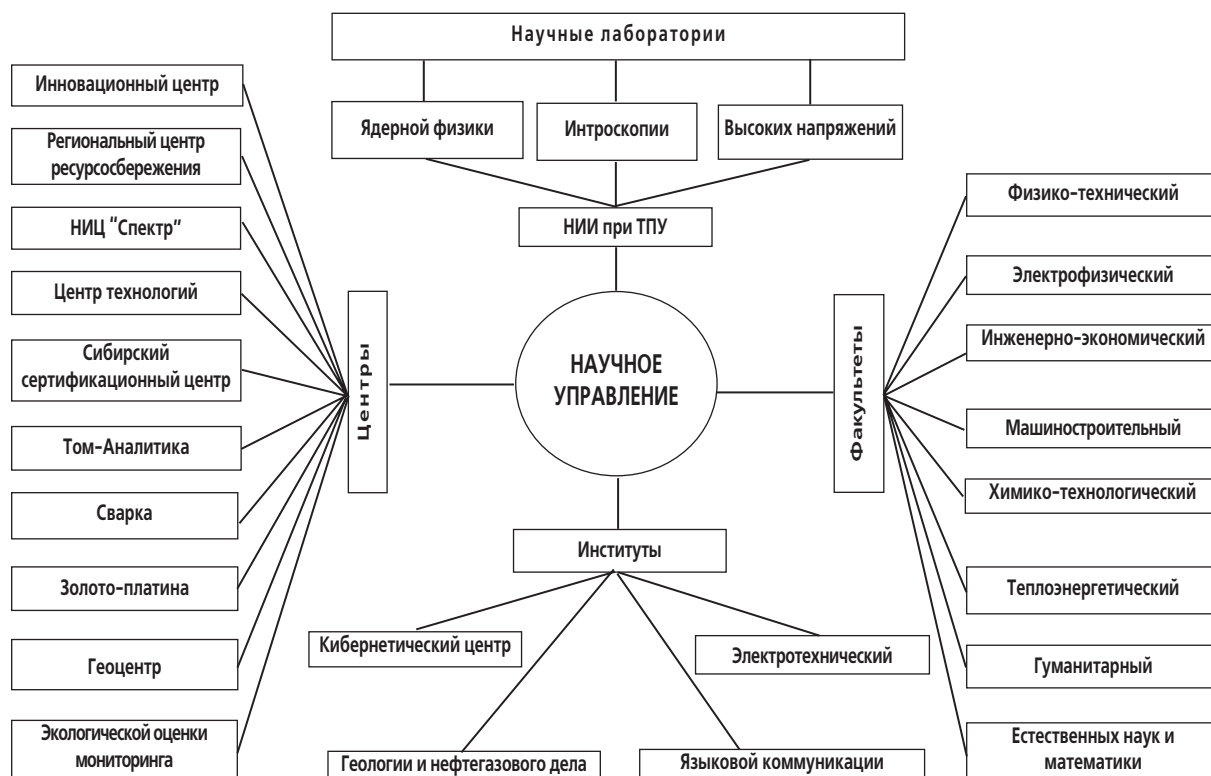 Научные лаборатории
Ядерной физики
Интроскопии
Высоких напряжений
НИИ при ТПУ
Инновационный центр
Региональный центр
ресурсосбережения
НИЦ "Спектр"
Центр технологий
Сибирский
сертификационный центр
Том-Аналитика
Сварка
Золото-платина
Геоцентр
Экологической оценки
мониторинга
Центры
НАУЧНОЕ
УПРАВЛЕНИЕ
Институты
Кибернетический центр
Электротехнический
Геологии и нефтегазового дела
Языковой коммуникации
Факультеты
Физико-технический
Электрофизический
Инженерно-экономический
Машиностроительный
Химико-технологический
Теплоэнергетический
Гуманитарный
Естественных наук и
математики